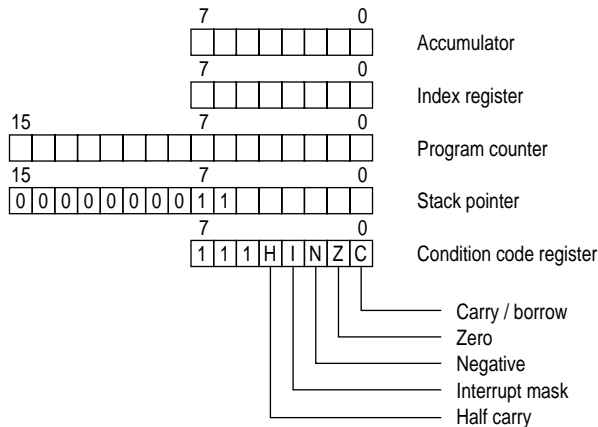 7 0
Accumulator
7 0
Index register
15 7 0
Program counter
15 7 0
0 0 0 0 0 0 0 0 1 1
Stack pointer
7 0
1 1 1 H I N Z C
Condition code register
Carry / borrow
Zero
Negative
Interrupt mask
Half carry